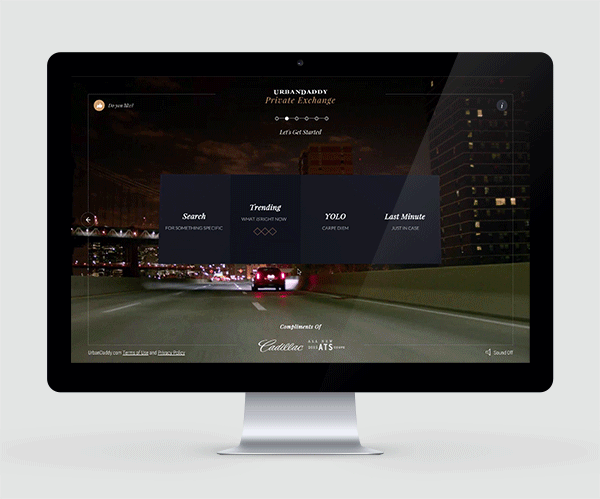 URBANDADDY
Private Exchange
Do you like?
i
Let's Get Started
Search
FOR SOMETHING SPECIFIC
Trending
WHAT IS RIGHT NOW
YOLO
CARPE DIEM
Last Minute
JUST IN CASE
Compliments Of
Cadillac
ALL NEW
2015 ATS COUPE
UrbanDaddy.com Terms of Use and Privacy Policy
Sound Off